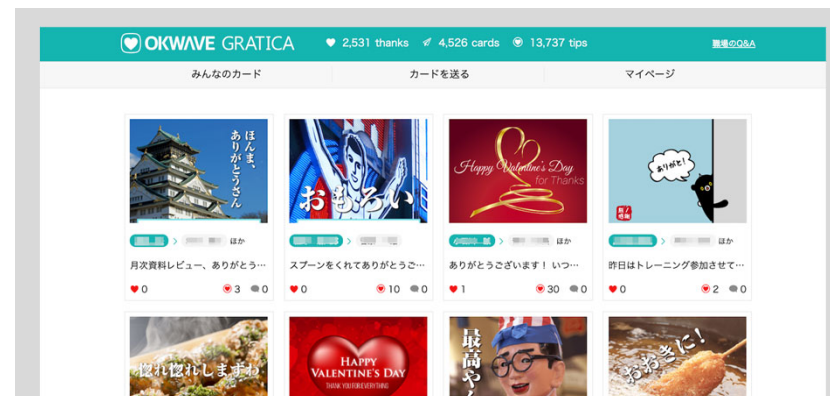 OKWAVE GRATICA
2,531 thanks
4,526 cards
13,737 tips
職場のQ&A
みんなのカード
カードを送る
マイページ
ほんま、
ありがとうさん
おもろい
Happy Valentine's Day
for Thanks
ありがと!
ほか
ほか
ほか
月次資料レビュー、ありがとう…
スプーンをくれてありがとうご…
ありがとうございます! いつ…
昨日はトレーニング参加させて…
0 3 0
0 10 0
1 30 0
0 2 0
惚れ惚れしますわ
HAPPY
VALENTINE'S DAY
THANK YOU FOR EVERYTHING
最高やん
おおきに!